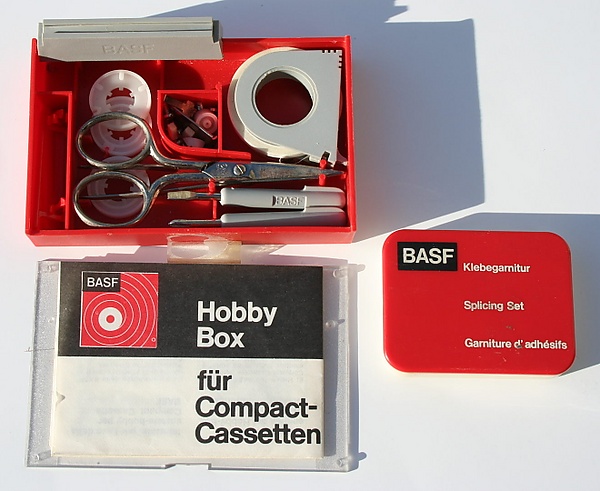 BASF
BASF
BASF
Hobby
Box
für
Compact-
Cassetten
BASF
Klebegarnitur
Splicing Set
Garniture d'adhésifs